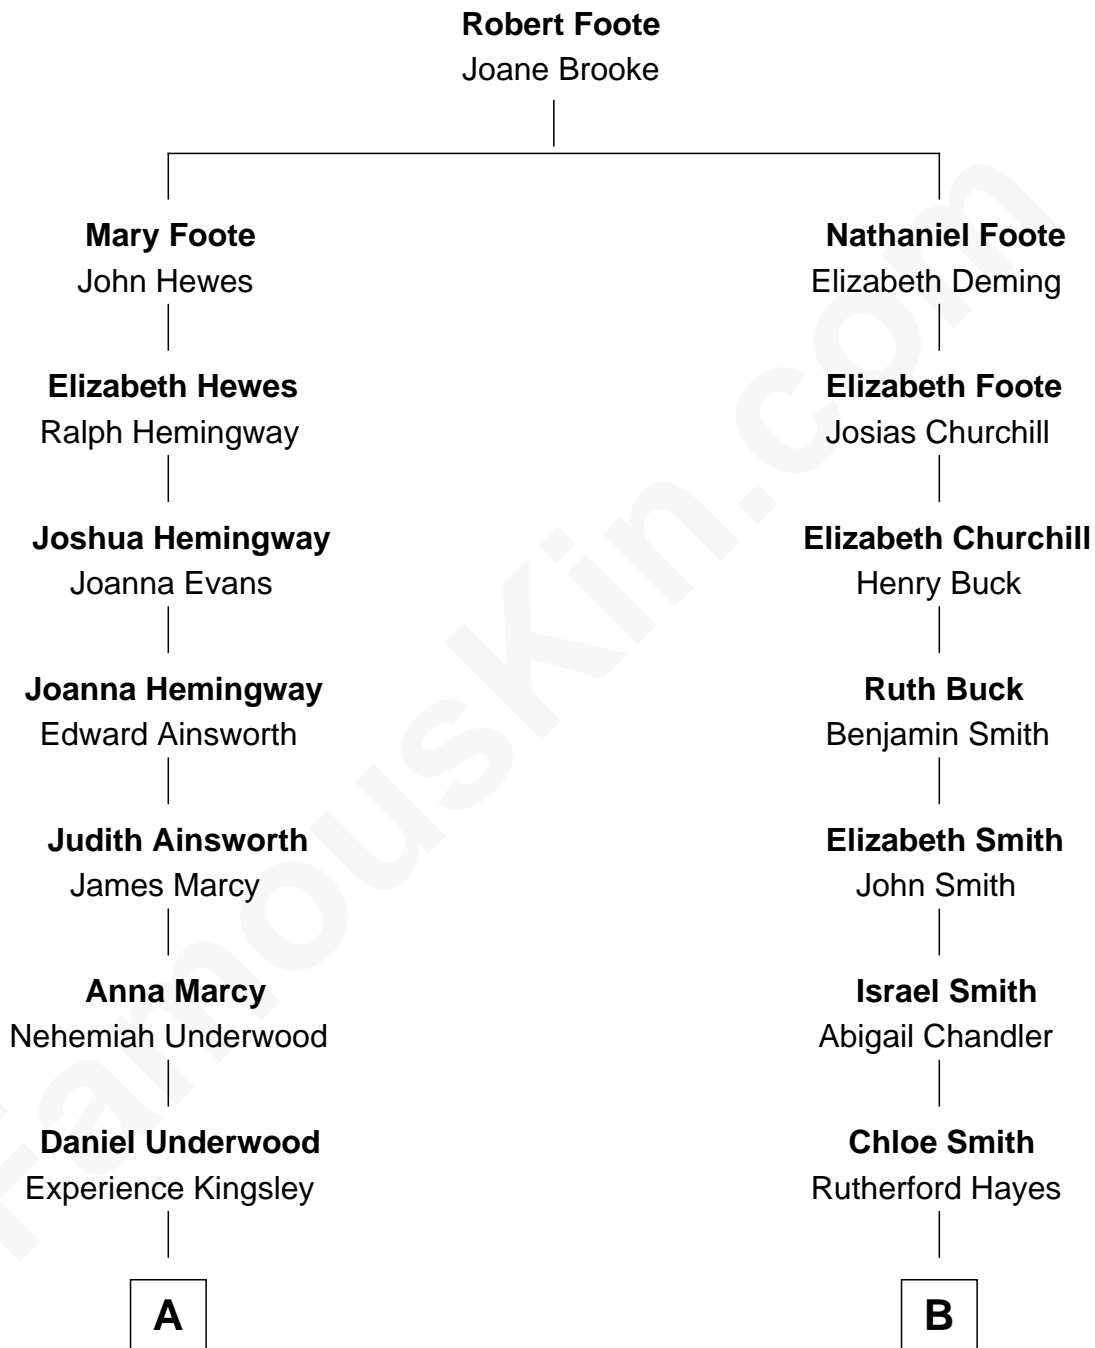 Robert Foote
Joane Brooke
Mary Foote
John Hewes
Nathaniel Foote
Elizabeth Deming
Elizabeth Hewes
Ralph Hemingway
Elizabeth Foote
Josias Churchill
Joshua Hemingway
Joanna Evans
Elizabeth Churchill
Henry Buck
Joanna Hemingway
Edward Ainsworth
Ruth Buck
Benjamin Smith
Judith Ainsworth
James Marcy
Elizabeth Smith
John Smith
Anna Marcy
Nehemiah Underwood
Israel Smith
Abigail Chandler
Daniel Underwood
Experience Kingsley
Chloe Smith
Rutherford Hayes
A
B
FamousKin.com